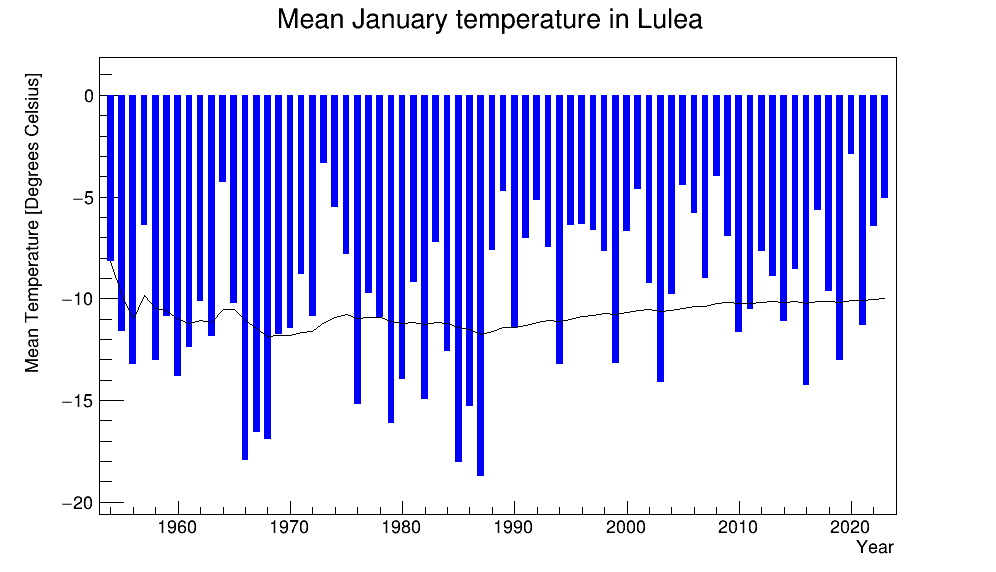 Mean January temperature in Lulea
Mean Temperature [Degrees Celsius]
0
−5
−10
−15
−20
1960 1970 1980 1990 2000 2010 2020
Year